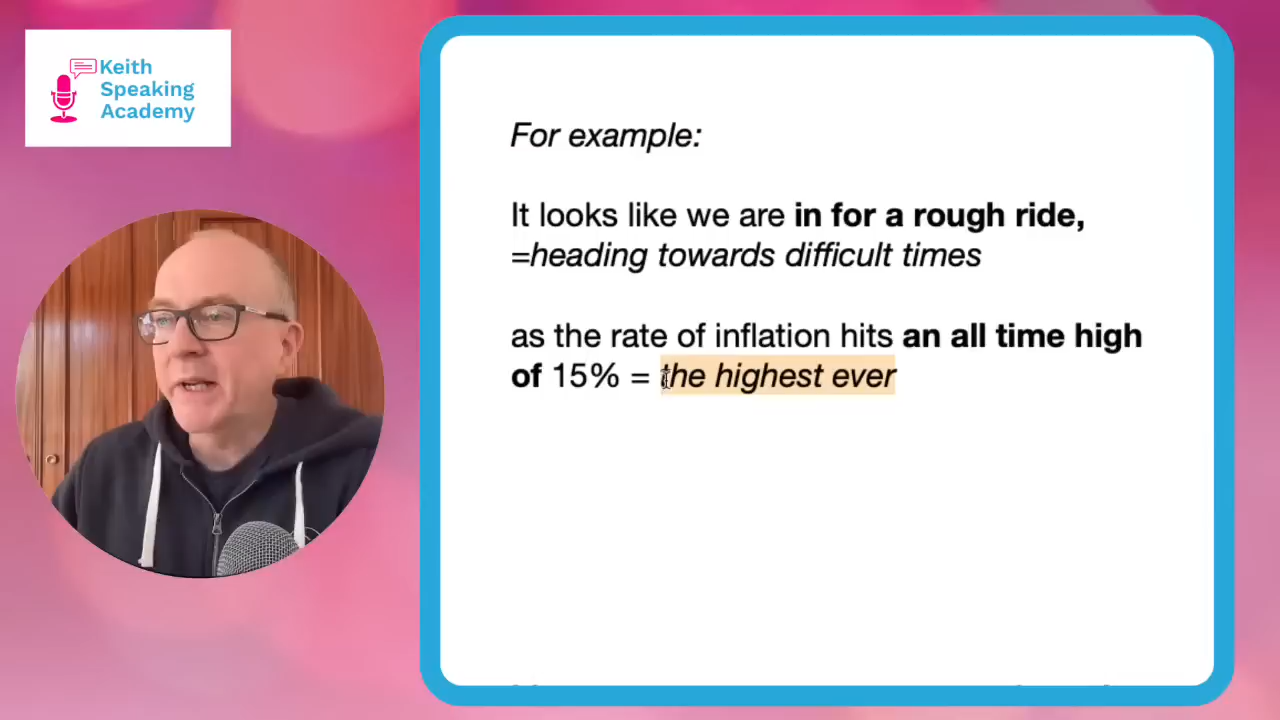 Keith
Speaking
Academy
For example:
It looks like we are in for a rough ride,
=heading towards difficult times
as the rate of inflation hits an all time high
of 15% = the highest ever